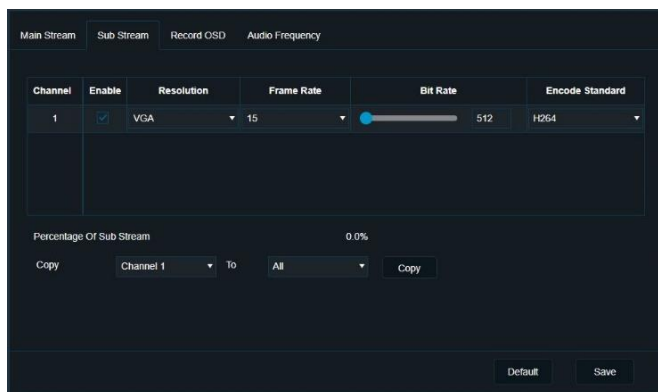 Main Stream Sub Stream Record OSD Audio Frequency
Channel Enable Resolution Frame Rate Bit Rate Encode Standard
1 VGA 15 512 H264
Percentage Of Sub Stream 0.0%
Copy Channel 1 To All Copy
Default Save